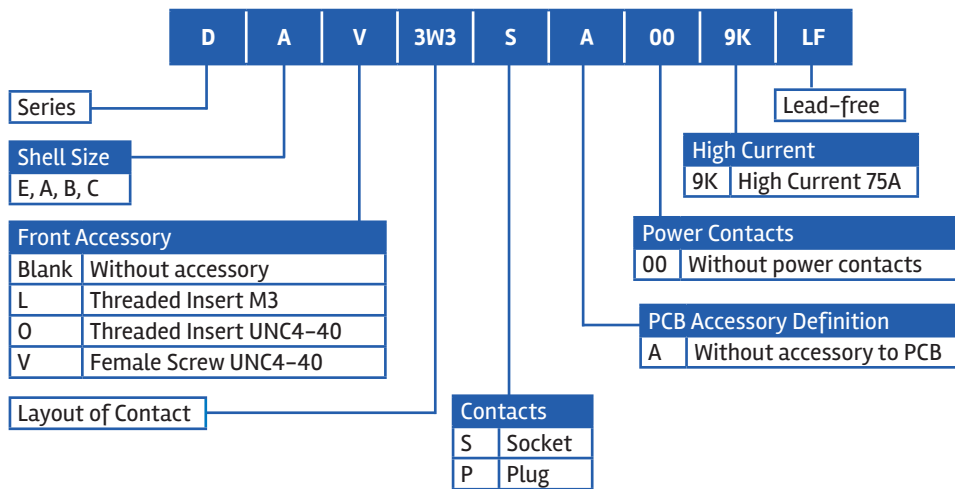 D A V 3W3 S A 00 9K LF
Series
Lead-free
Shell Size
E, A, B, C
High Current
9K High Current 75A
Front Accessory
Blank Without accessory
L Threaded Insert M3
O Threaded Insert UNC4-40
V Female Screw UNC4-40
Power Contacts
00 Without power contacts
PCB Accessory Definition
A Without accessory to PCB
Layout of Contact
Contacts
S Socket
P Plug